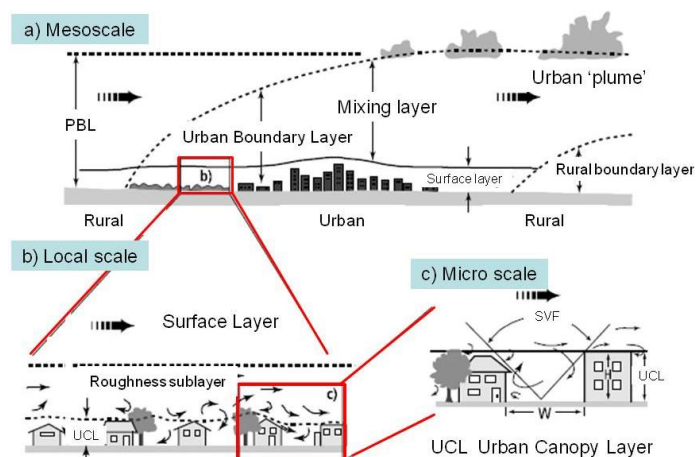 a) Mesoscale
Urban 'plume'
Mixing layer
PBL
Urban Boundary Layer
Surface layer
Rural boundary layer
b)
Rural
Urban
Rural
b) Local scale
Surface Layer
Roughness sublayer
c)
UCL
c) Micro scale
SVF
H
UCL
W
UCL Urban Canopy Layer